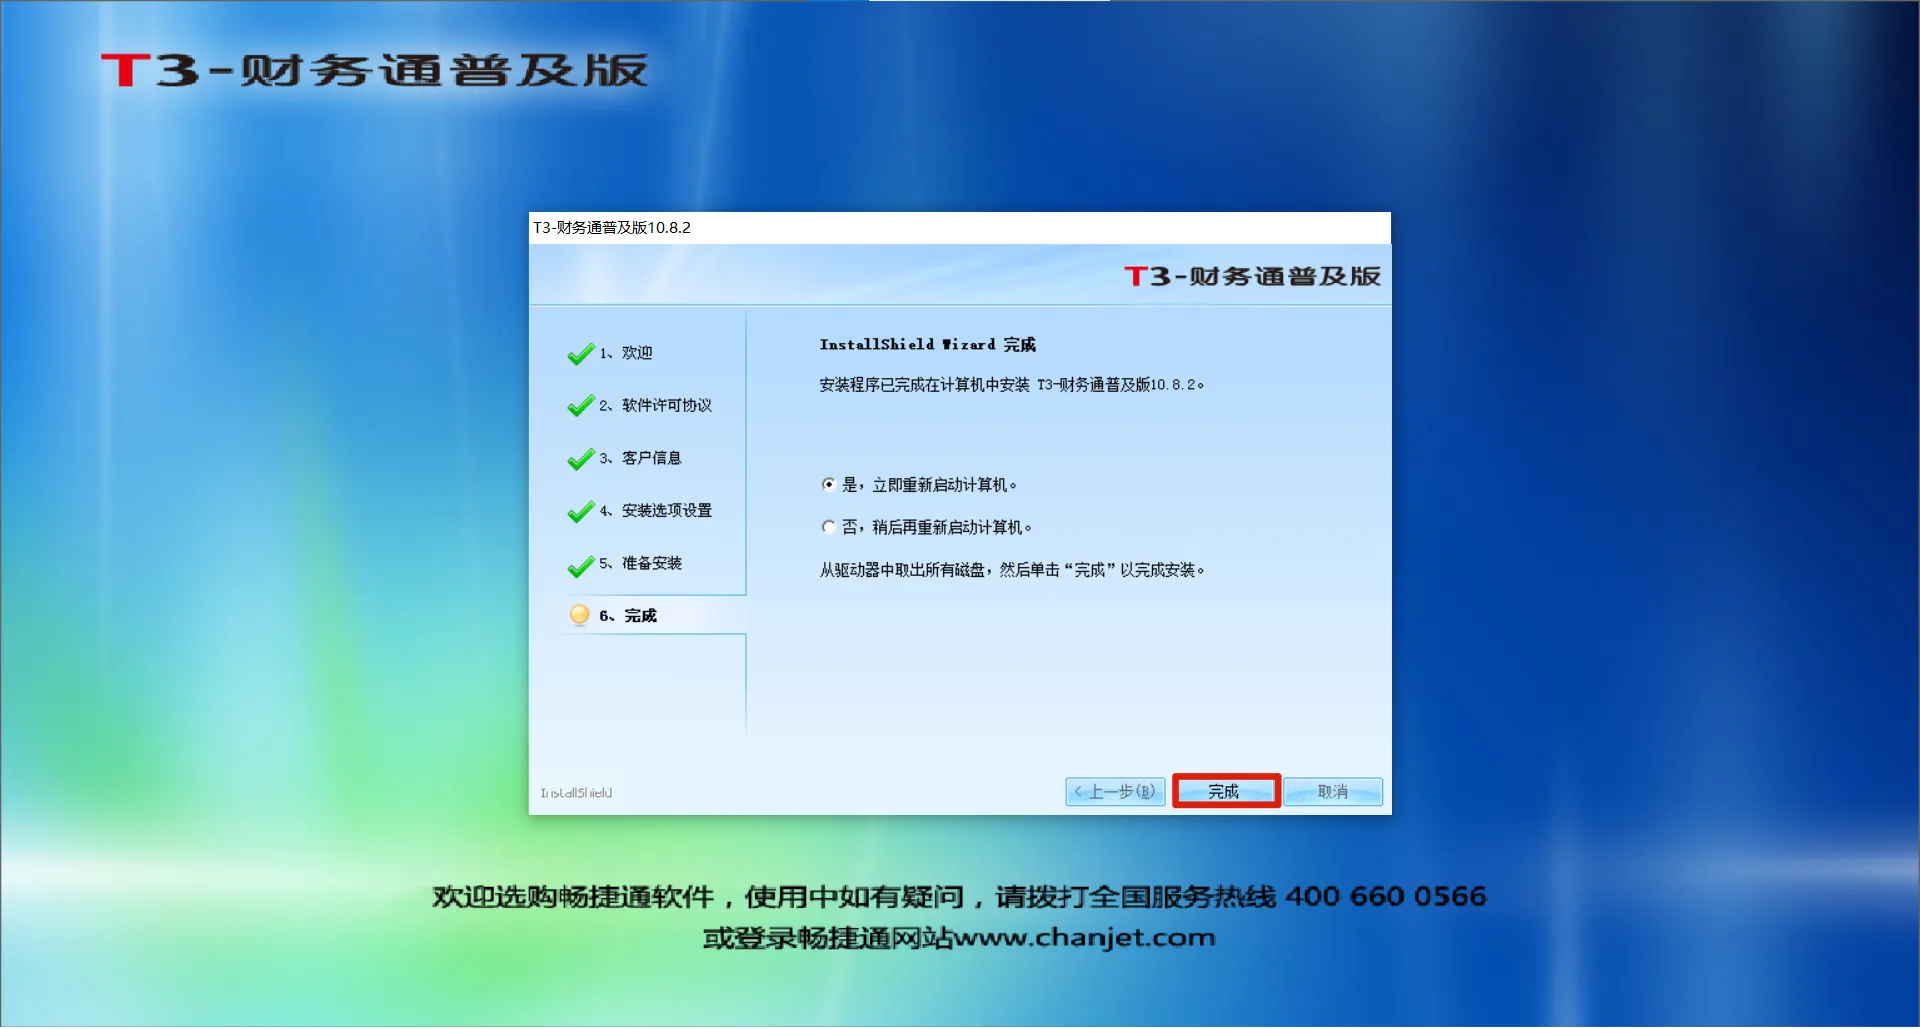 T3-财务通普及版
T3-财务通普及版10.8.2
T3-财务通普及版
1、欢迎
2、软件许可协议
3、客户信息
4、安装选项设置
5、准备安装
6、完成
InstallShield Wizard 完成
安装程序已完成在计算机中安装 T3-财务通普及版10.8.2。
是，立即重新启动计算机。
否，稍后再重新启动计算机。
从驱动器中取出所有磁盘，然后单击“完成”以完成安装。
InstallShield
< 上一步(B)
完成
取消
欢迎选购畅捷通软件，使用中如有疑问，请拨打全国服务热线 400 660 0566
或登录畅捷通网站www.chanjet.com